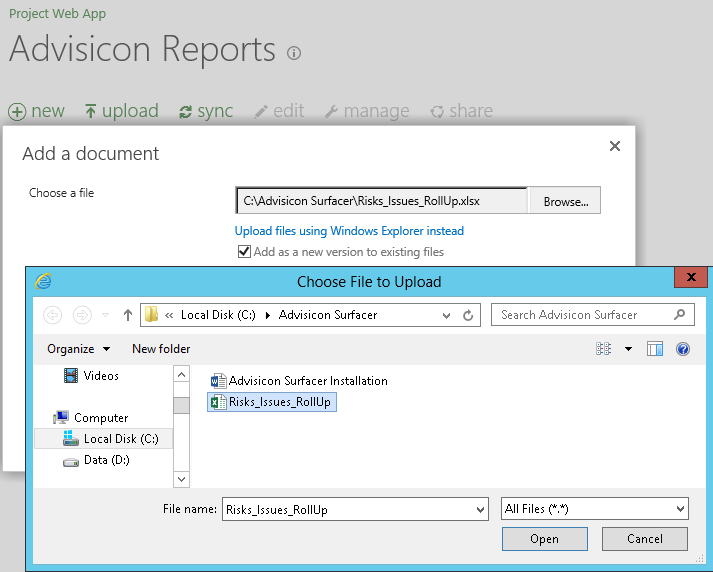 Project Web App
Advisicon Reports
new upload sync edit manage share
Add a document
Choose a file
C:\Advisicon Surfacer\Risks_Issues_RollUp.xlsx
Browse...
Upload files using Windows Explorer instead
Add as a new version to existing files
Choose File to Upload
Local Disk (C:) Advisicon Surfacer
Search Advisicon Surfacer
Organize New folder
Videos
Computer
Local Disk (C:)
Data (D:)
Advisicon Surfacer Installation
Risks_Issues_RollUp
File name: Risks_Issues_RollUp
All Files (*.*)
Open Cancel